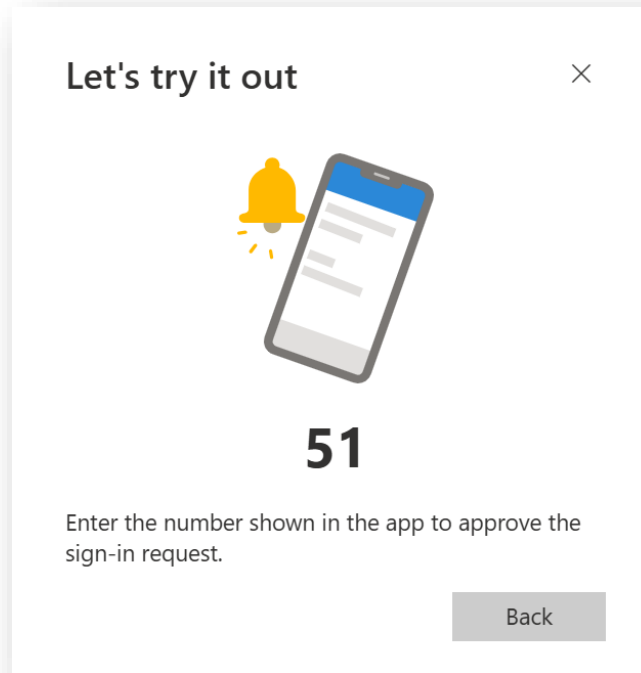 Let's try it out
51
Enter the number shown in the app to approve the
sign-in request.
Back